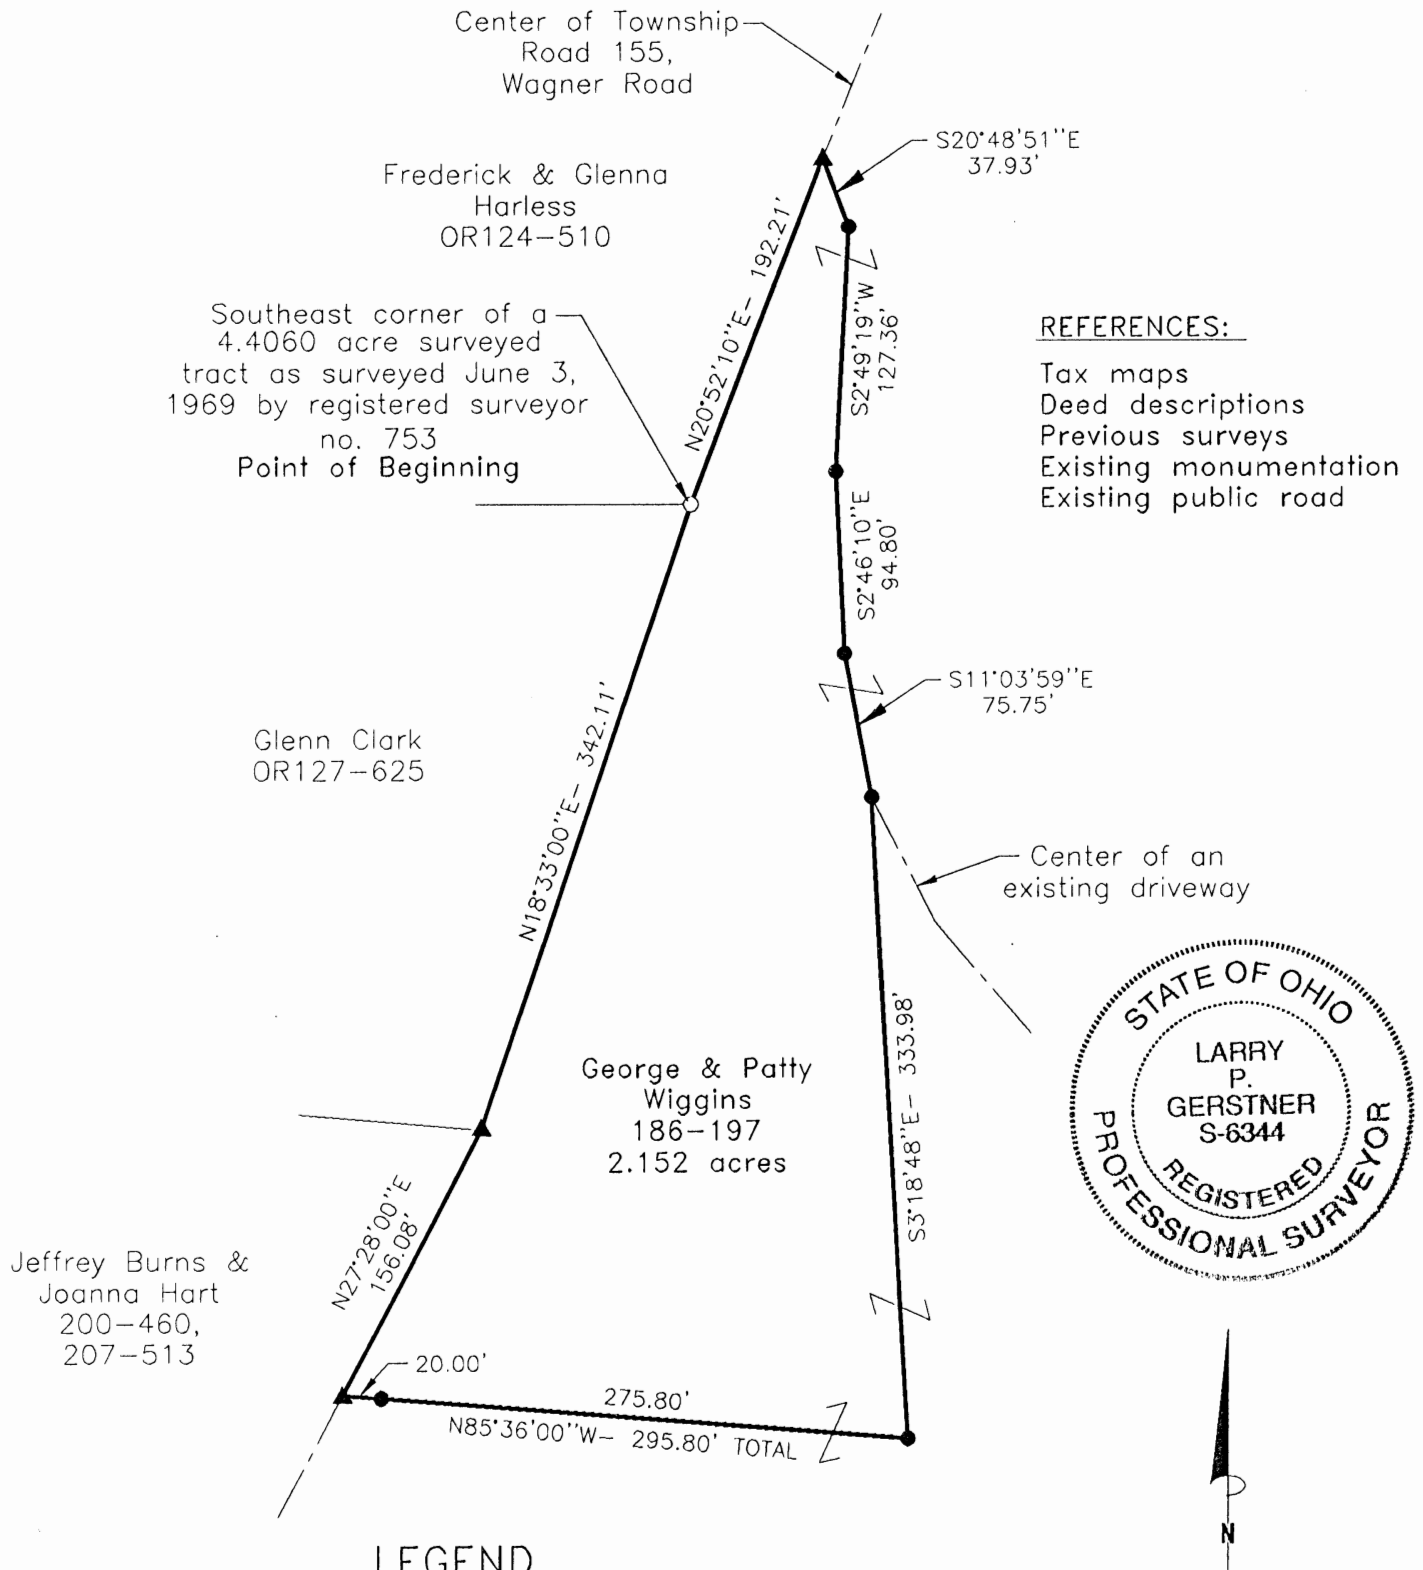 Center of Township
Road 155,
Wagner Road
S20°48'51''E
37.93'
Frederick & Glenna
Harless
OR124-510
N20°52'10''E- 192.21'
Southeast corner of a
4.4060 acre surveyed
tract as surveyed June 3,
1969 by registered surveyor
no. 753
Point of Beginning
S2°49'19''W
127.36'
REFERENCES:
Tax maps
Deed descriptions
Previous surveys
Existing monumentation
Existing public road
S2°46'10''E
94.80'
S11°03'59''E
75.75'
Glenn Clark
OR127-625
N18°33'00''E- 342.11'
Center of an
existing driveway
STATE OF OHIO
LARRY
P.
GERSTNER
S-6344
REGISTERED
PROFESSIONAL SURVEYOR
George & Patty
Wiggins
186-197
2.152 acres
S3°18'48''E- 333.98'
N27°28'00''E
156.08'
Jeffrey Burns &
Joanna Hart
200-460,
207-513
20.00'
275.80'
N85°36'00''W- 295.80' TOTAL
N
LEGEND